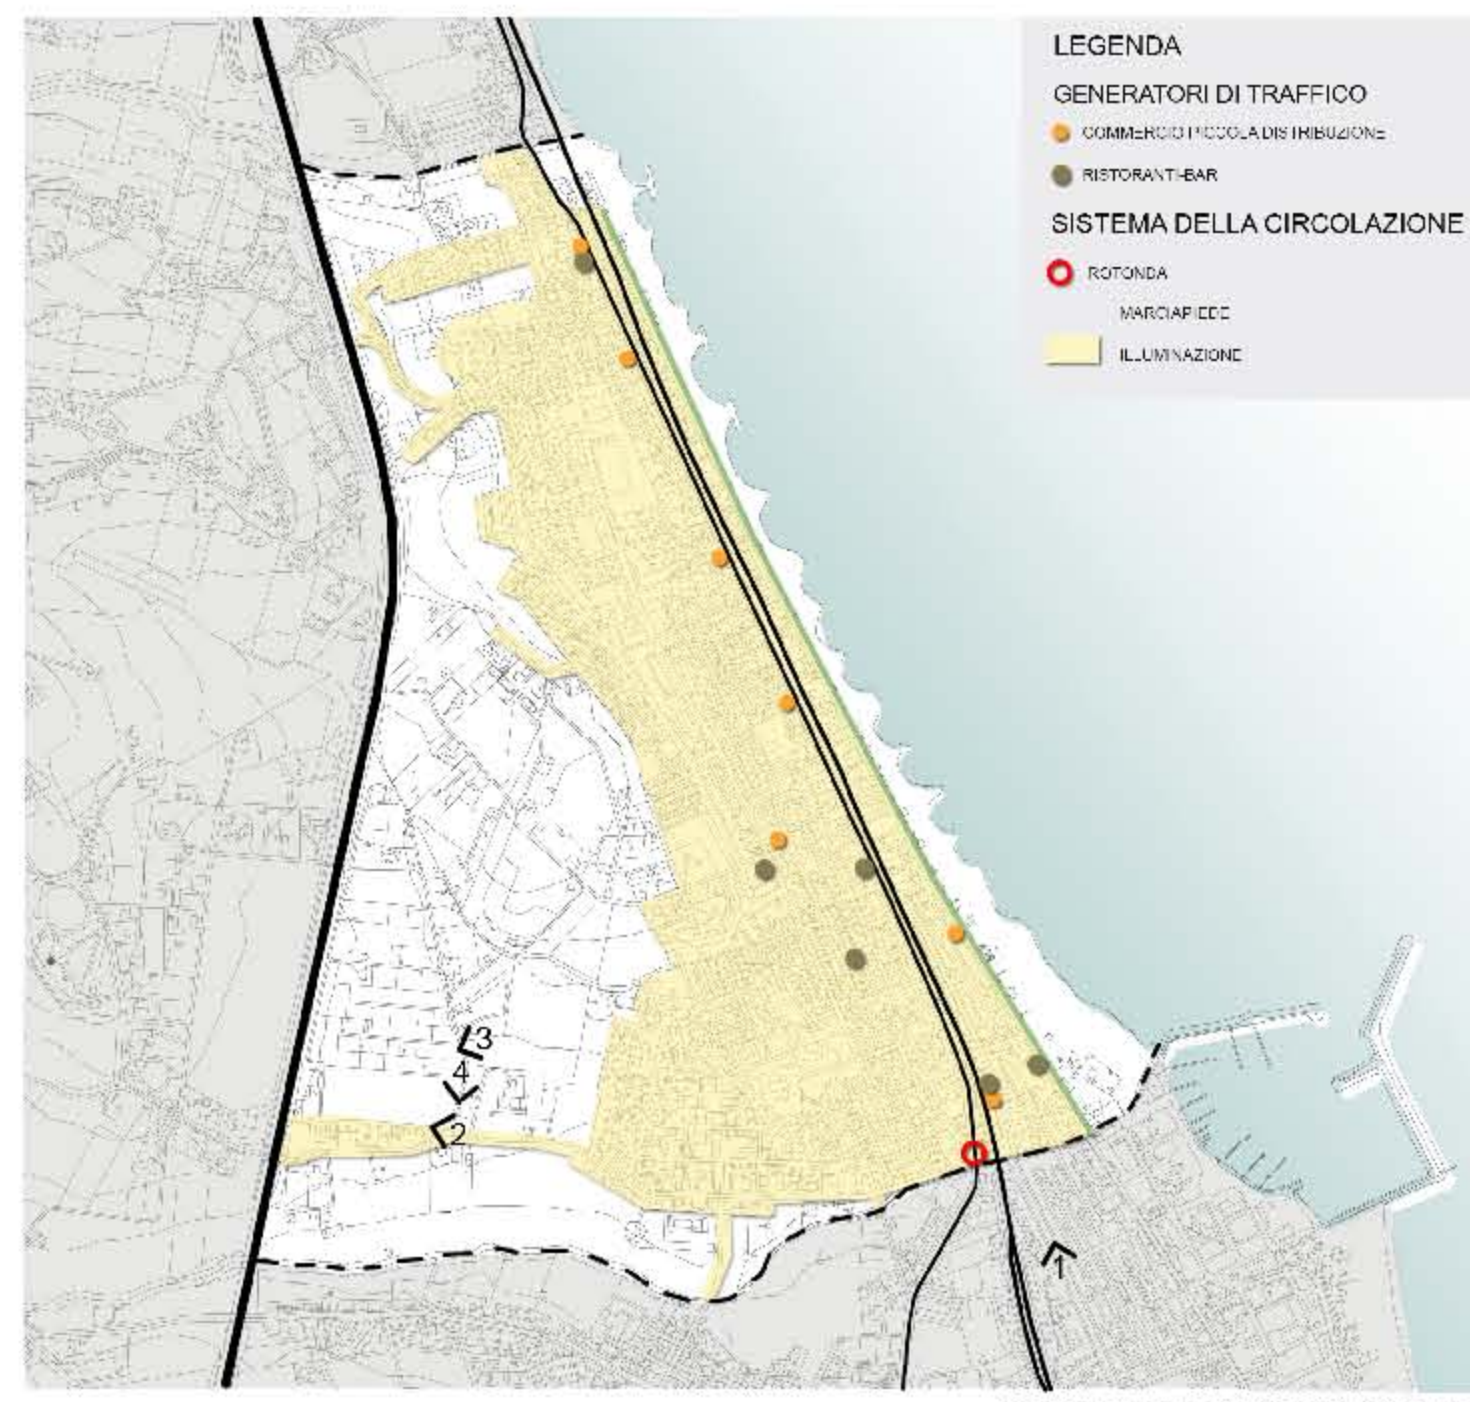 LEGENDA
GENERATORI DI TRAFFICO
COMMERCIO PICCOLA DISTRIBUZIONE
RISTORANTI-BAR
SISTEMA DELLA CIRCOLAZIONE
ROTONDA
MARCIAPIEDE
ILLUMINAZIONE
3
4
2
1